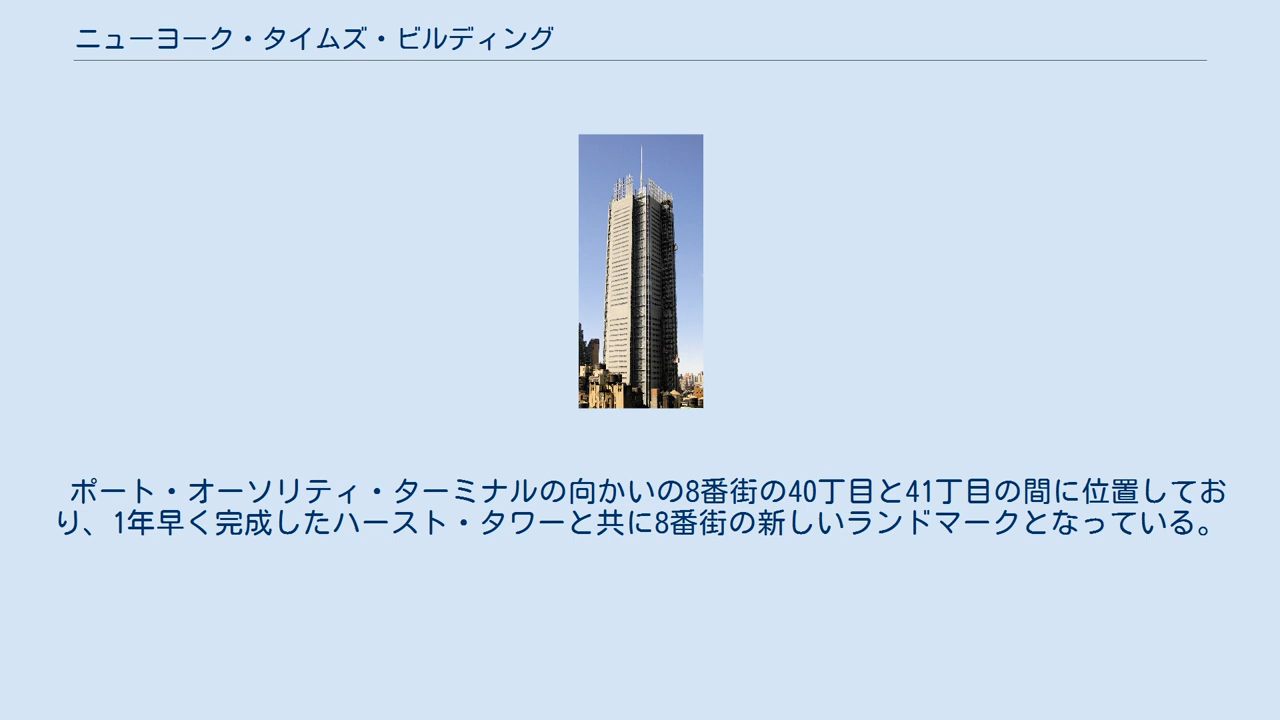 ニューヨーク・タイムズ・ビルディング
ポート・オーソリティ・ターミナルの向かいの8番街の40丁目と41丁目の間に位置してお
り、1年早く完成したハースト・タワーと共に8番街の新しいランドマークとなっている。